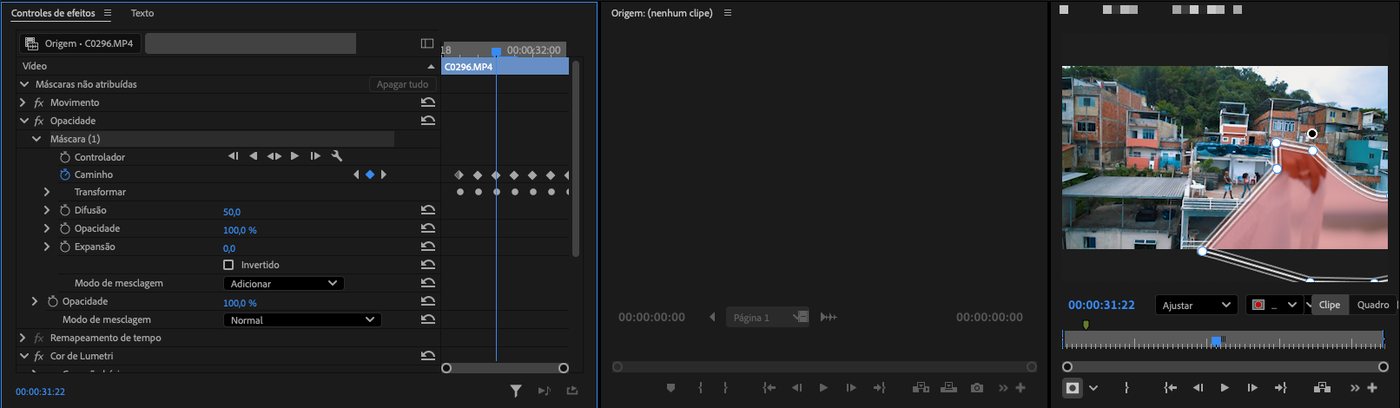 Controles de efeitos
Texto
Origem • C0296.MP4
18
00:00:32:00
Vídeo
C0296.MP4
Máscaras não atribuídas
Apagar tudo
fx Movimento
fx Opacidade
Máscara (1)
Controlador
Caminho
Transformar
Difusão
50,0
Opacidade
100,0 %
Expansão
0,0
Invertido
Modo de mesclagem
Adicionar
Opacidade
100,0 %
Modo de mesclagem
Normal
fx Remapeamento de tempo
fx Cor de Lumetri
00:00:31:22
Origem: (nenhum clipe)
00:00:00:00
Página 1
00:00:00:00
00:00:31:22
Ajustar
...
Clipe
Quadro